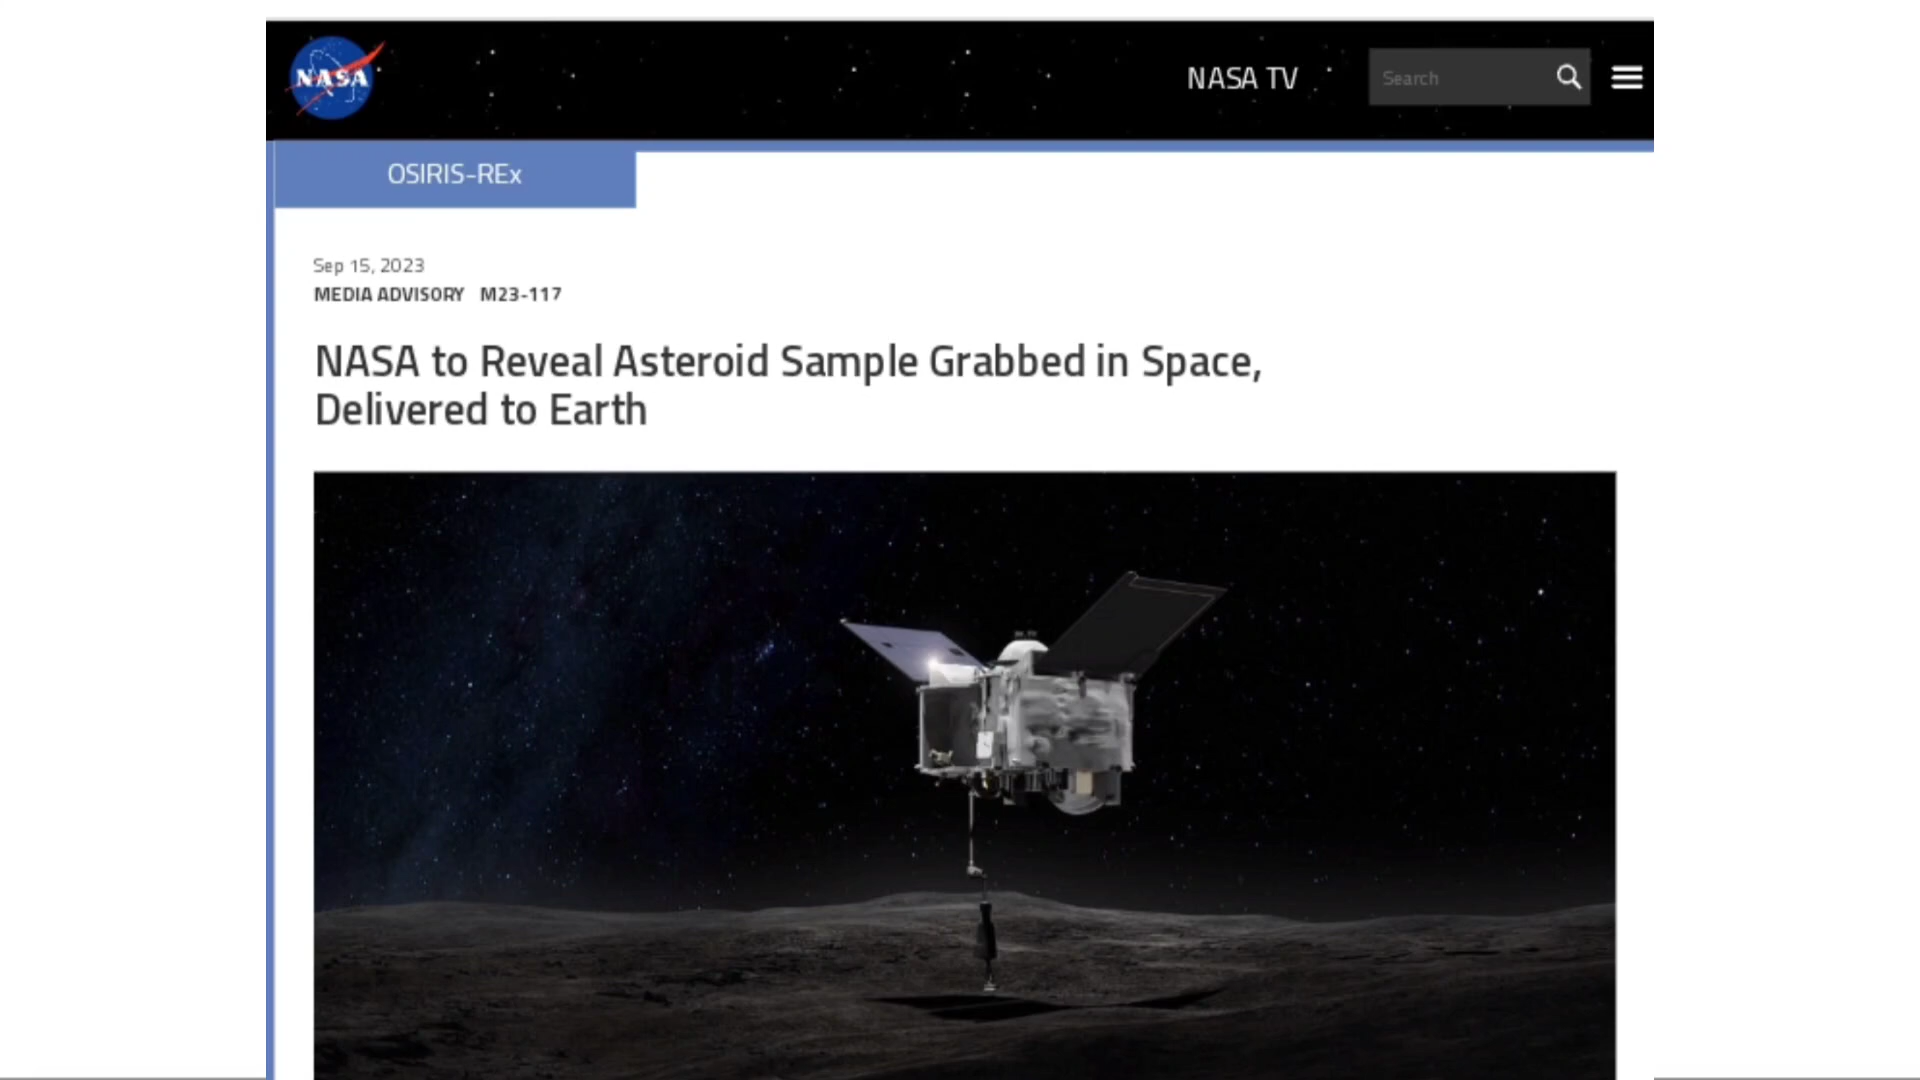 NASA
NASA TV
Search
OSIRIS-REx
Sep 15, 2023
MEDIA ADVISORY M23-117
NASA to Reveal Asteroid Sample Grabbed in Space,
Delivered to Earth